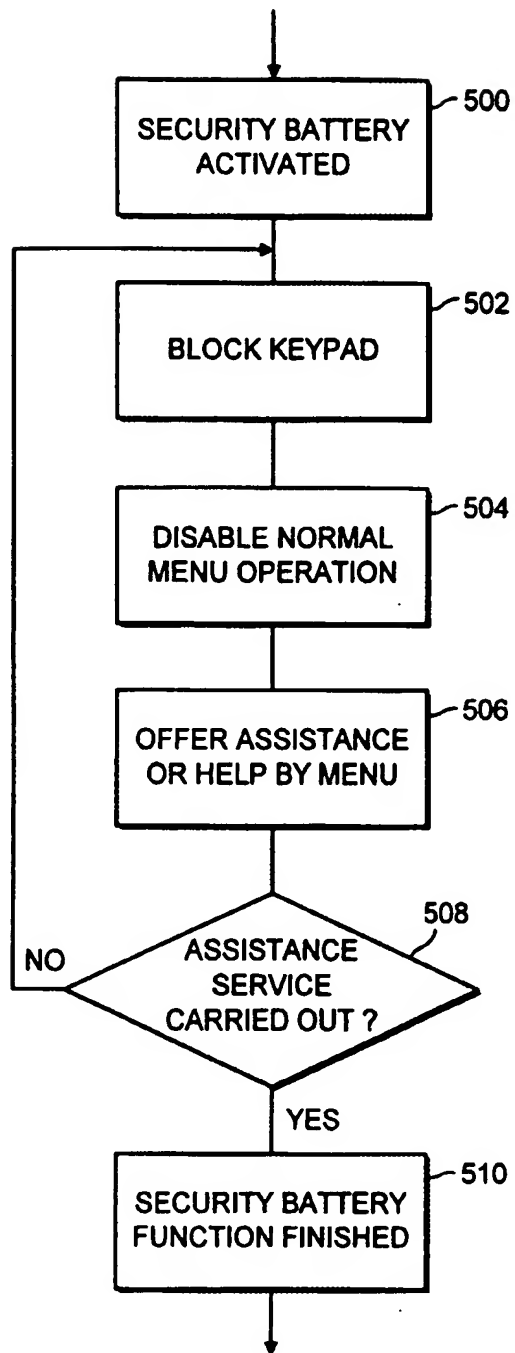 500
SECURITY BATTERY
ACTIVATED
502
BLOCK KEYPAD
504
DISABLE NORMAL
MENU OPERATION
506
OFFER ASSISTANCE
OR HELP BY MENU
508
NO
ASSISTANCE
SERVICE
CARRIED OUT ?
YES
510
SECURITY BATTERY
FUNCTION FINISHED